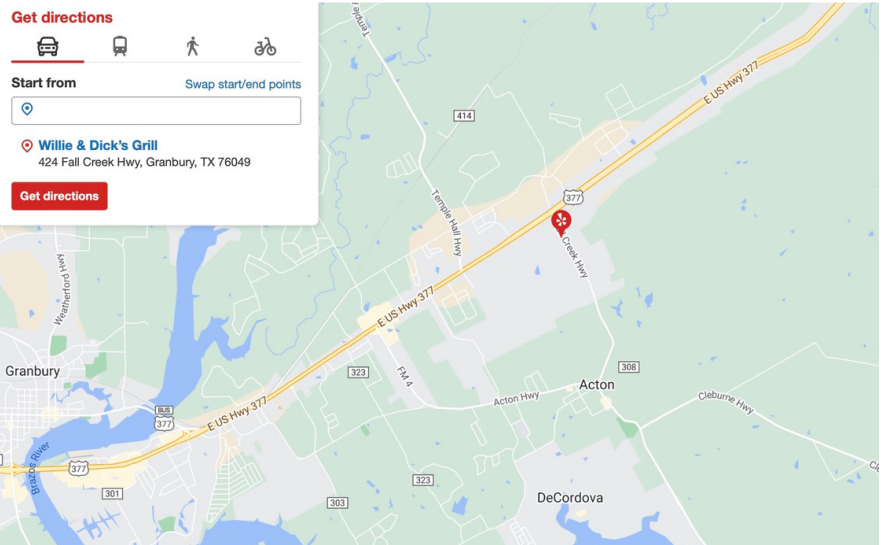 Get directions
Start from
Swap start/end points
Willie & Dick's Grill
424 Fall Creek Hwy, Granbury, TX 76049
Get directions
Temple Hall
E US Hwy 377
414
377
Temple Hall Hwy
Creek Hwy
Weatherford Hwy
E US Hwy 377
Granbury
323
FM 4
308
Acton
Acton Hwy
Cleburne Hwy
BUS
377
E US Hwy 377
Brazos River
377
301
303
323
DeCordova